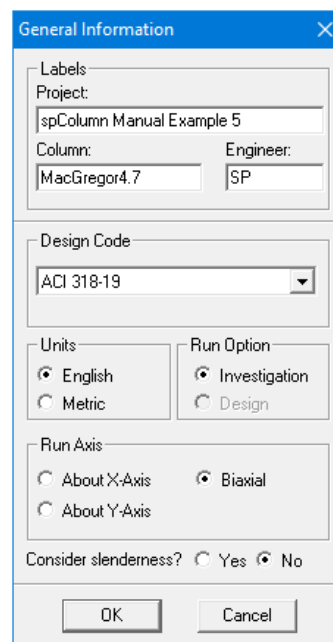 General Information
Labels
Project:
spColumn Manual Example 5
Column: Engineer:
MacGregor4.7 SP
Design Code
ACI 318-19
Units Run Option
English Investigation
Metric Design
Run Axis
About X-Axis Biaxial
About Y-Axis
Consider slenderness? Yes No
OK Cancel